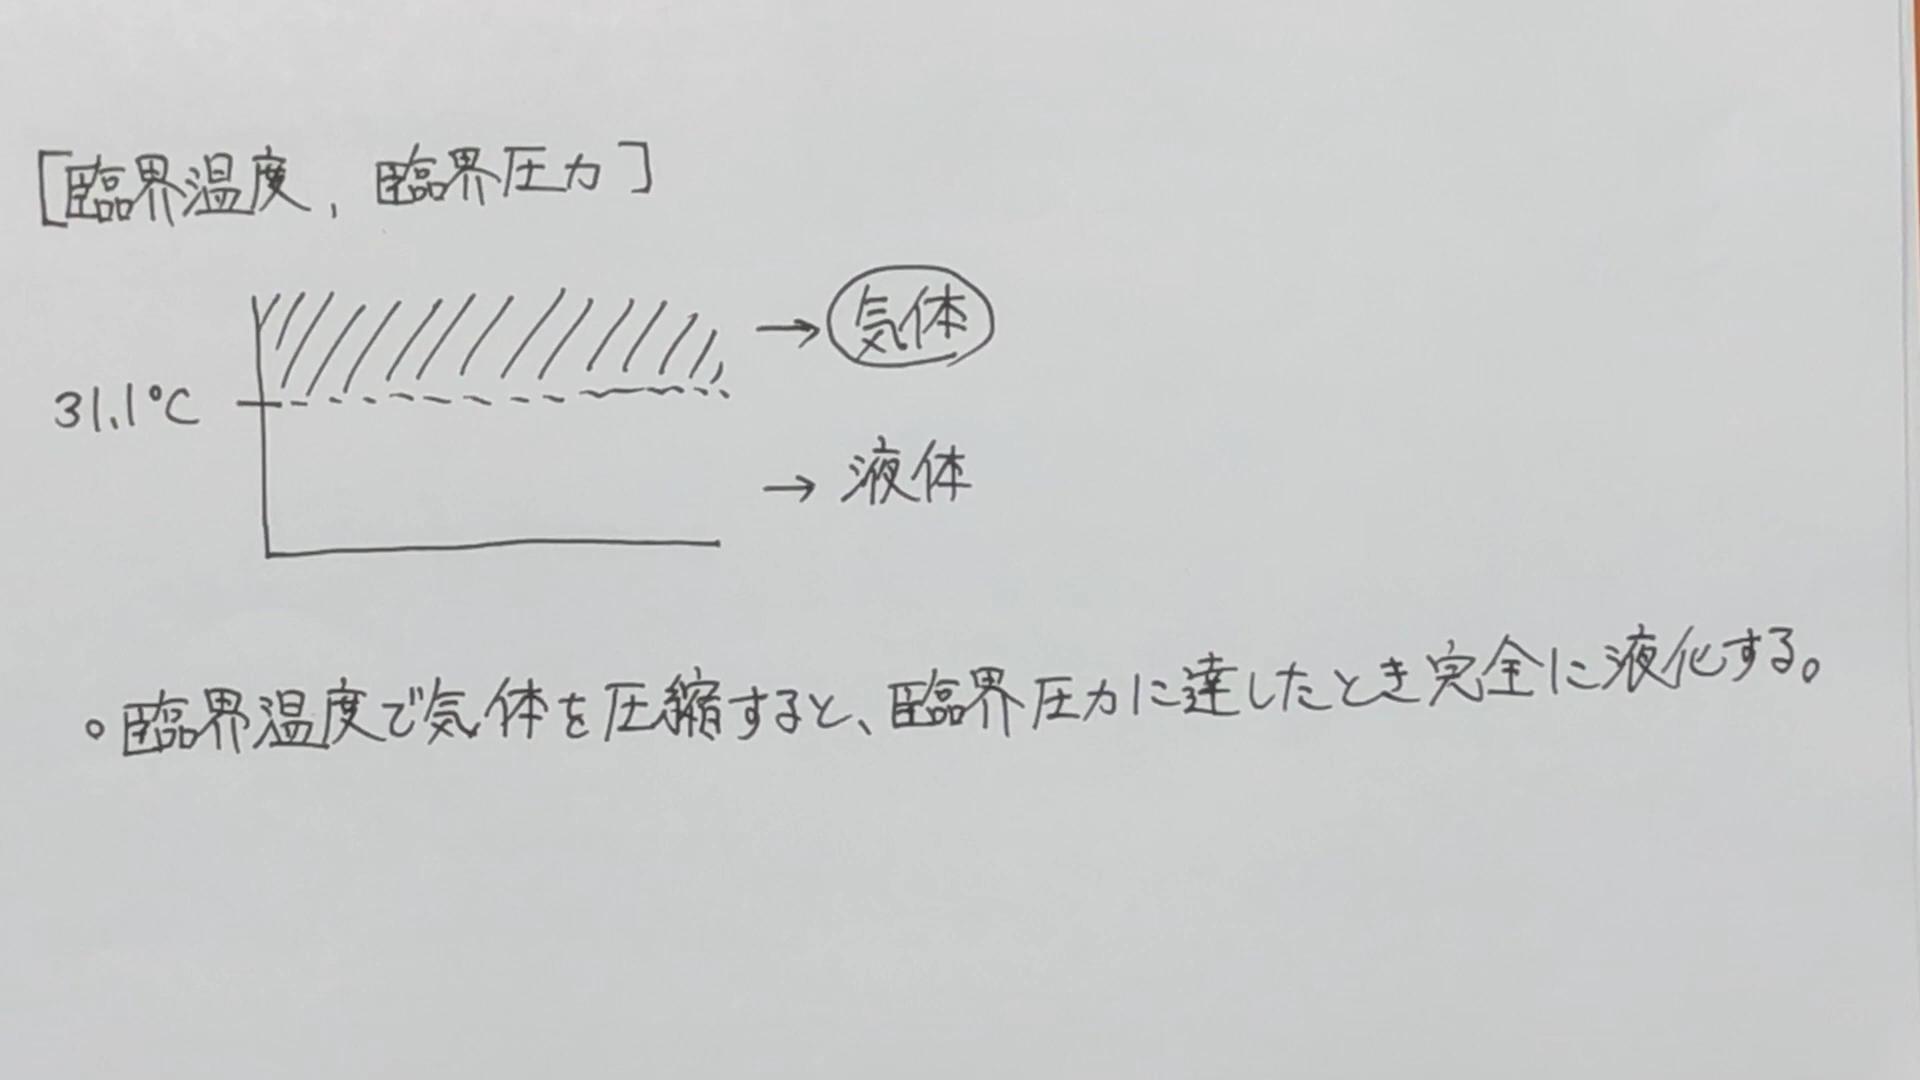 [臨界温度, 臨界圧力]
→気体
31.1℃
→液体
。臨界温度で気体を圧縮すると、臨界圧力に達したとき完全に液化する。